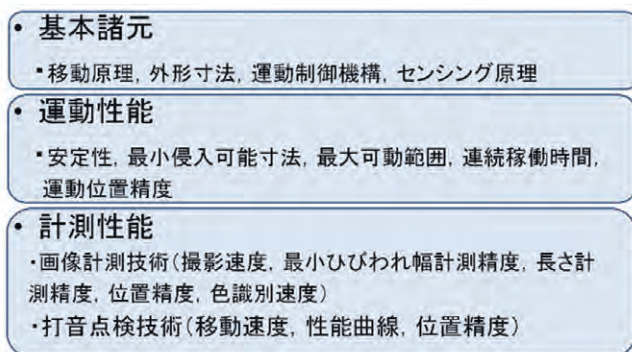 • 基本諸元
▪移動原理, 外形寸法, 運動制御機構, センシング原理
• 運動性能
▪安定性, 最小侵入可能寸法, 最大可動範囲, 連続稼働時間,
運動位置精度
• 計測性能
・画像計測技術(撮影速度, 最小ひびわれ幅計測精度, 長さ計
測精度, 位置精度, 色識別速度)
・打音点検技術(移動速度, 性能曲線, 位置精度)